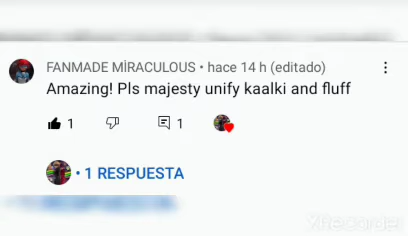 FANMADE MİRACULOUS • hace 14 h (editado)
Amazing! Pls majesty unify kaalki and fluff
1
1
• 1 RESPUESTA
XRecorder